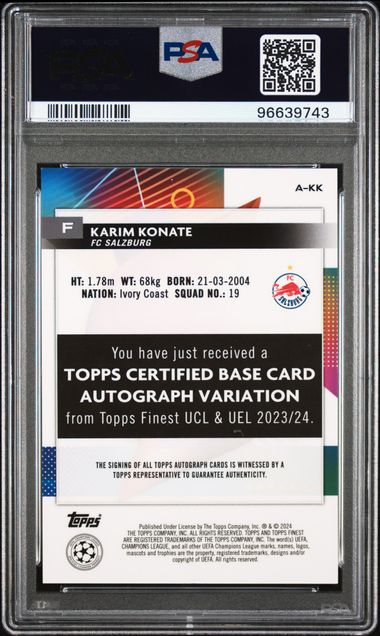 PSA
96639743
A-KK
F
KARIM KONATE
FC SALZBURG
HT: 1.78m WT: 68kg BORN: 21-03-2004
NATION: Ivory Coast SQUAD NO.: 19
FC
SALZBURG
You have just received a
TOPPS CERTIFIED BASE CARD
AUTOGRAPH VARIATION
from Topps Finest UCL & UEL 2023/24.
THE SIGNING OF ALL TOPPS AUTOGRAPH CARDS IS WITNESSED BY A
TOPPS REPRESENTATIVE TO GUARANTEE AUTHENTICITY.
Topps
Published Under License by The Topps Company, Inc. ® & © 2024
THE TOPPS COMPANY, INC. ALL RIGHTS RESERVED. TOPPS AND TOPPS FINEST
ARE REGISTERED TRADEMARKS OF THE TOPPS COMPANY, INC. The word(s) UEFA,
CHAMPIONS LEAGUE, and all other UEFA Champions League marks, names, logos,
mascots and trophies are the property, registered trademarks, designs and/or
copyright of UEFA. All rights reserved.